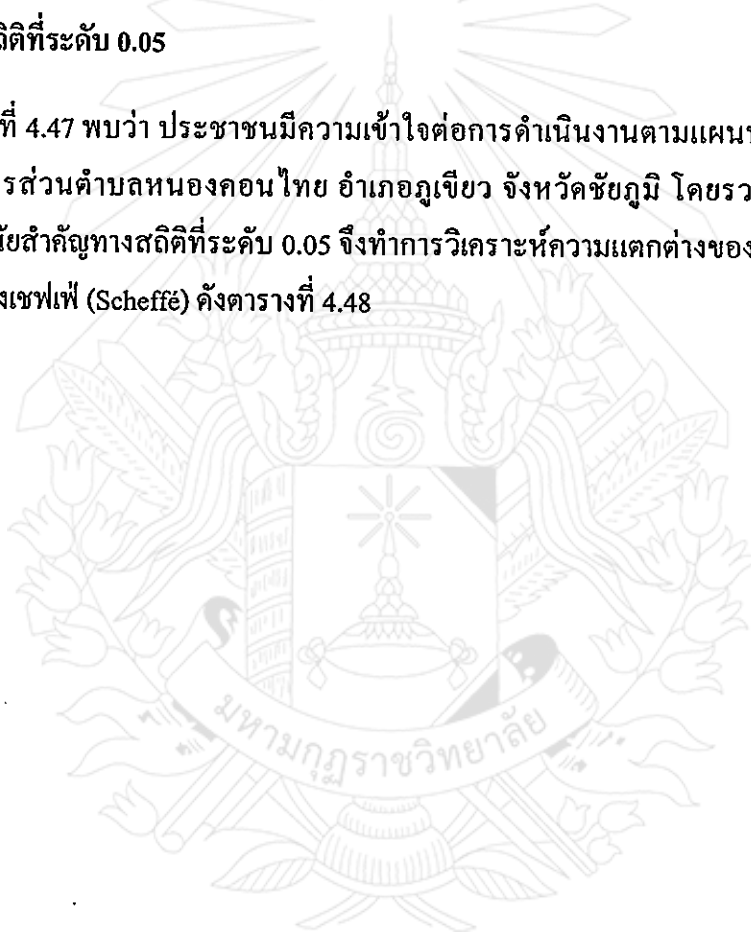 ถิติที่ระดับ 0.05
ที่ 4.47 พบว่า ประชาชนมีความเข้าใจต่อการดำเนินงานตามแผน
รส่วนตำบลหนองคอนไทย อำเภอภูเขียว จังหวัดชัยภูมิ โดยรว
นัยสำคัญทางสถิติที่ระดับ 0.05 จึงทำการวิเคราะห์ความแตกต่างของ
งเชฟเฟ่ (Scheffé) ดังตารางที่ 4.48
มหามกุฏราชวิทยาลัย